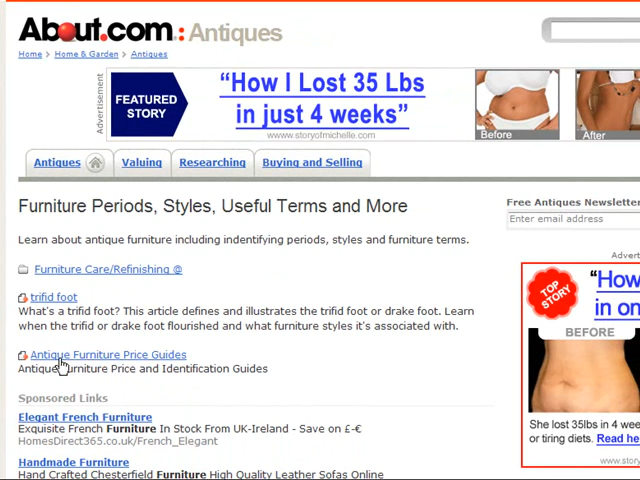 About.com: Antiques
Home > Home & Garden > Antiques
Advertisement
FEATURED
STORY
"How I Lost 35 Lbs
in just 4 weeks"
www.storyofmichelle.com
Before
After
Antiques
Valuing
Researching
Buying and Selling
Furniture Periods, Styles, Useful Terms and More
Free Antiques Newsletter
Enter email address
Learn about antique furniture including indentifying periods, styles and furniture terms.
Furniture Care/Refinishing @
trifid foot
What's a trifid foot? This article defines and illustrates the trifid foot or drake foot. Learn
when the trifid or drake foot flourished and what furniture styles it's associated with.
Antique Furniture Price Guides
Antique Furniture Price and Identification Guides
Advert
TOP
STORY
"How
in on
BEFORE
She lost 35lbs in 4 wee
or tiring diets. Read he
www.story
Sponsored Links
Elegant French Furniture
Exquisite French Furniture In Stock From UK-Ireland - Save on £-€
HomesDirect365.co.uk/French_Elegant
Handmade Furniture
Hand Crafted Chesterfield Furniture High Quality Leather Sofas Online